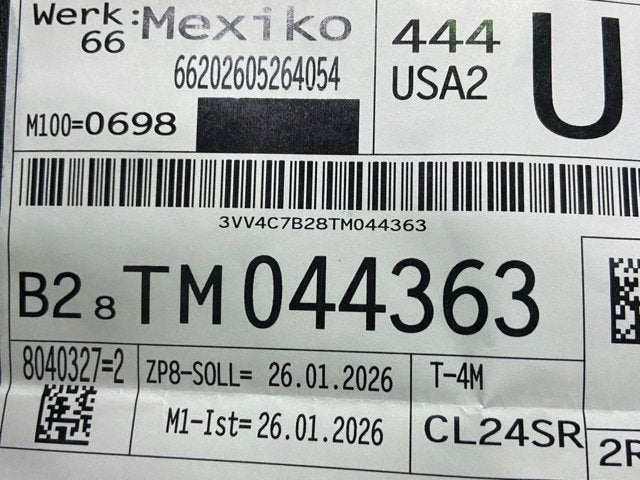 Werk: Mexiko
66
66202605264054
M100=0698
444
USA2
U
3VV4C7B28TM044363
B2 8 TM 044363
8040327=2
ZP8-SOLL= 26.01.2026
T-4M
M1-Ist= 26.01.2026
CL24SR
2R